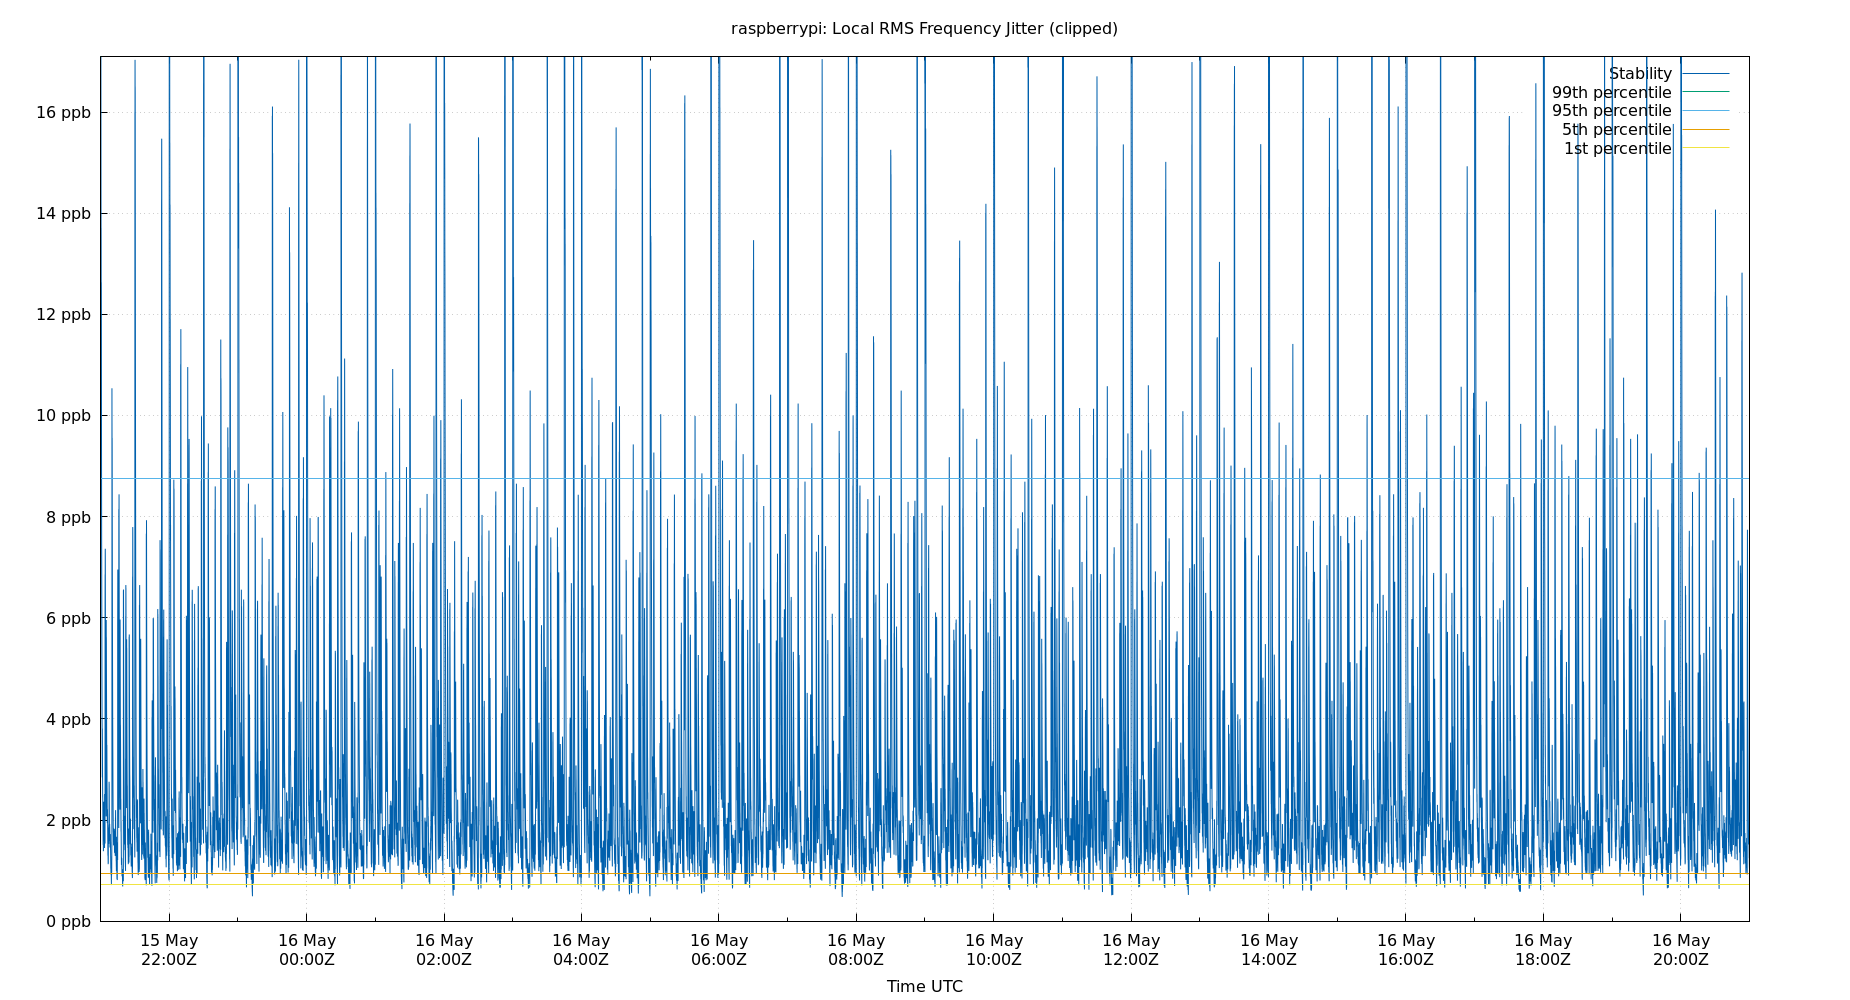 raspberrypi: Local RMS Frequency Jitter (clipped)
Stability
99th percentile
95th percentile
5th percentile
1st percentile
16 ppb
14 ppb
12 ppb
10 ppb
8 ppb
6 ppb
4 ppb
2 ppb
0 ppb
15 May 16 May 16 May 16 May 16 May 16 May 16 May 16 May 16 May 16 May 16 May 16 May
22:00Z 00:00Z 02:00Z 04:00Z 06:00Z 08:00Z 10:00Z 12:00Z 14:00Z 16:00Z 18:00Z 20:00Z
Time UTC